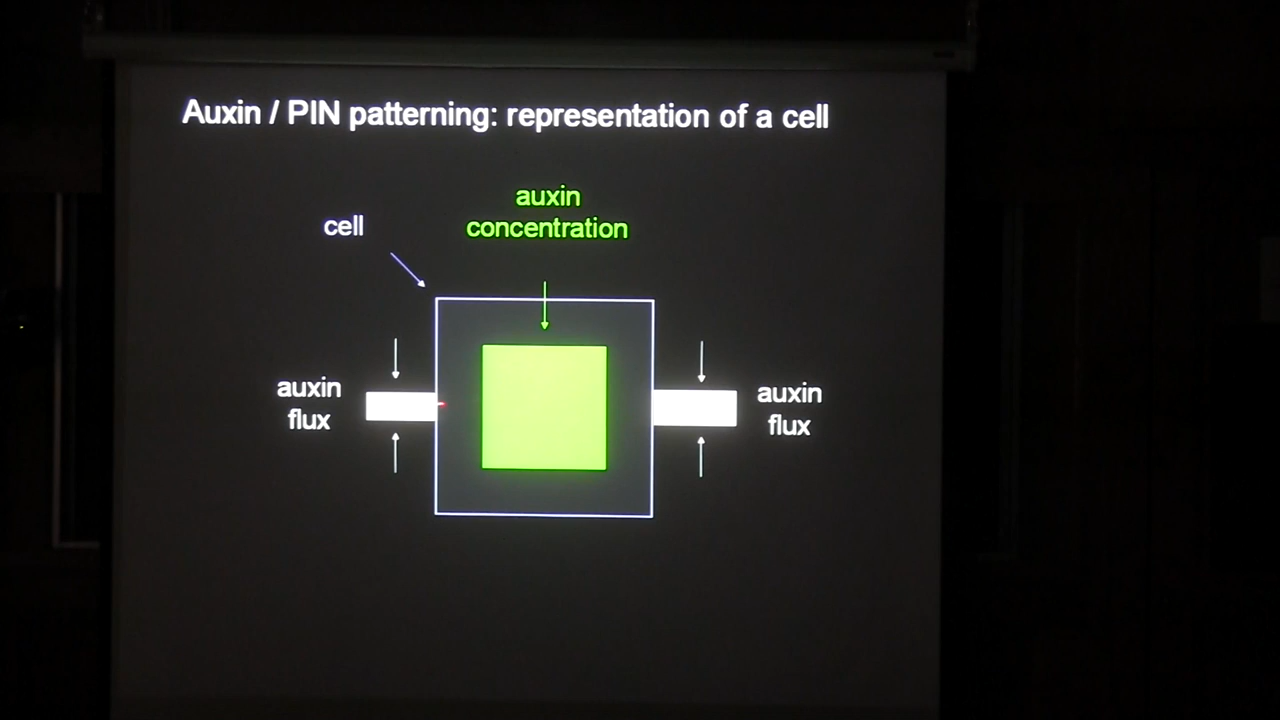 Auxin / PIN patterning: representation of a cell
auxin
concentration
cell
auxin
flux
auxin
flux